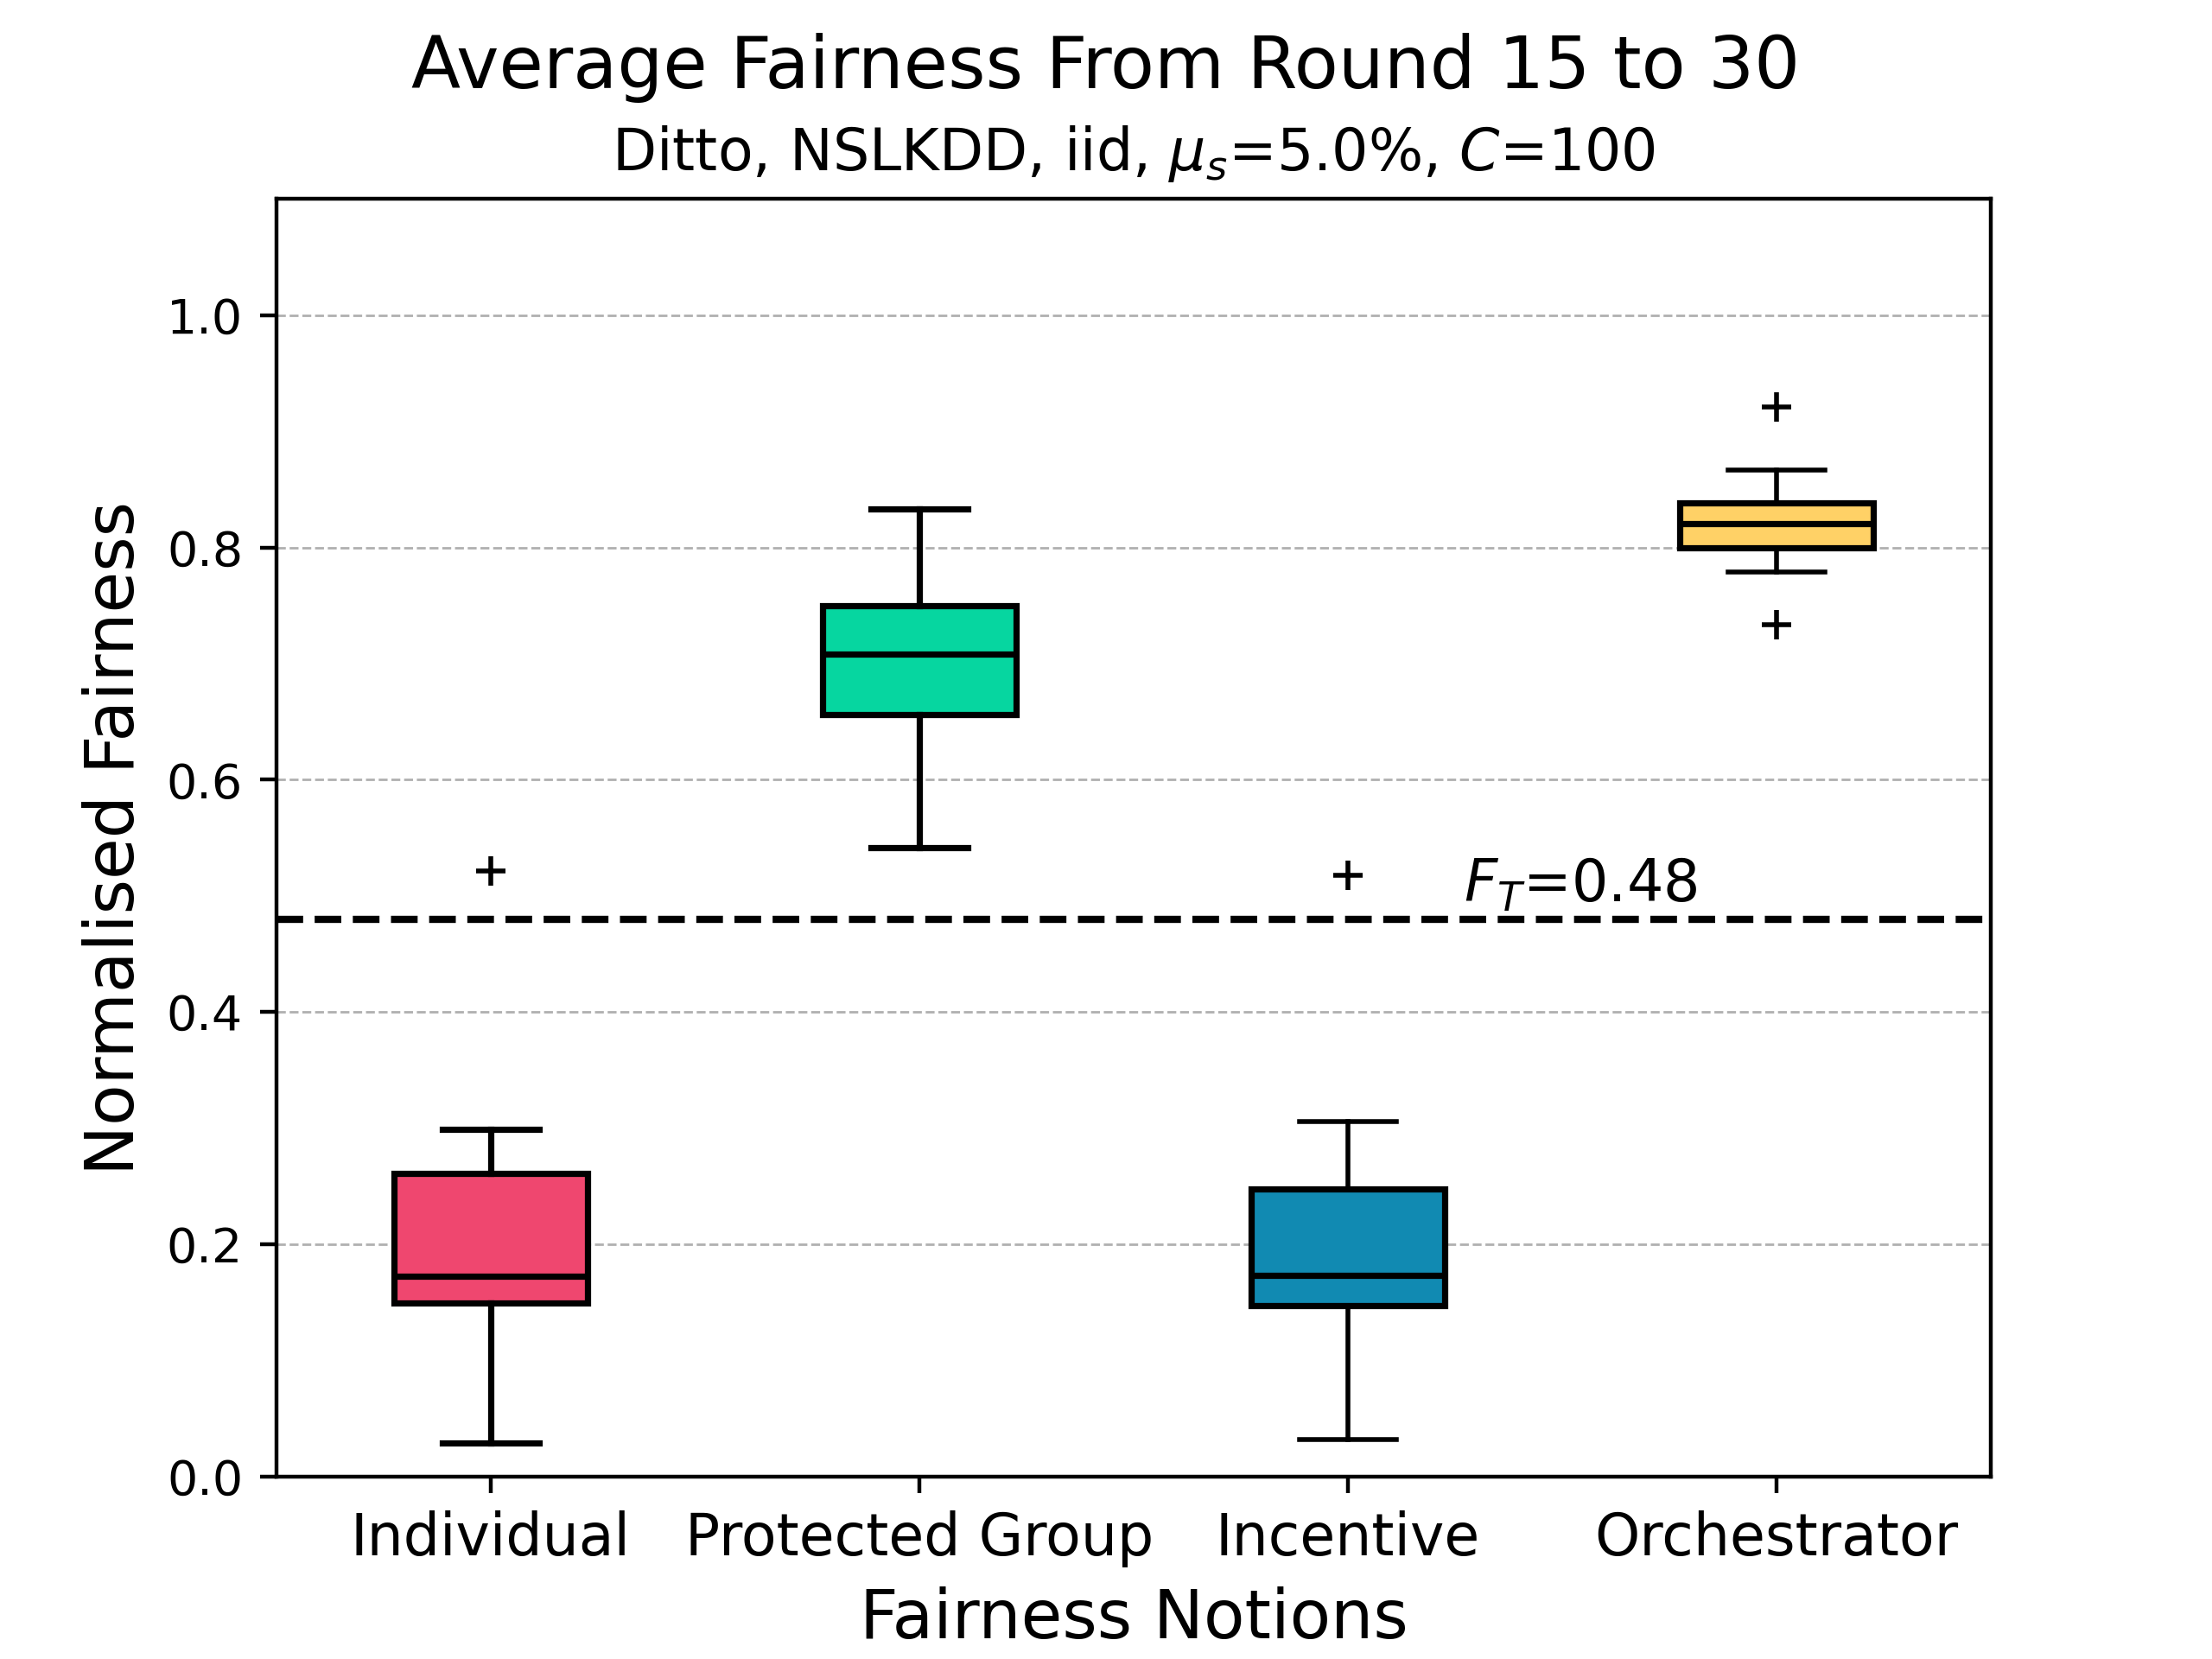 Average Fairness From Round 15 to 30
Ditto, NSLKDD, iid, μₛ=5.0%, C=100
Normalised Fairness
1.0
0.8
0.6
0.4
0.2
0.0
F_T=0.48
Individual Protected Group Incentive Orchestrator
Fairness Notions